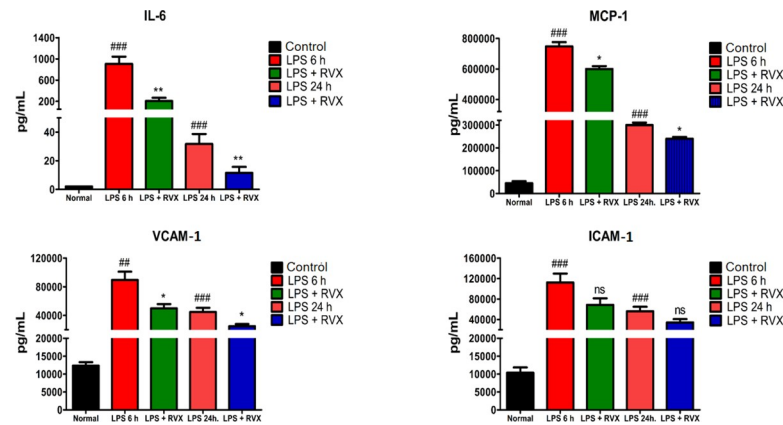 IL-6
pg/mL
1400
1000
600
200
40
20
0
###
**
###
**
Normal LPS 6 h LPS + RVX LPS 24 h LPS + RVX
Control
LPS 6 h
LPS + RVX
LPS 24 h
LPS + RVX
MCP-1
pg/mL
800000
600000
400000
300000
200000
100000
0
###
*
###
*
Normal LPS 6 h LPS + RVX LPS 24h. LPS + RVX
Control
LPS 6 h
LPS + RVX
LPS 24 h
LPS + RVX
VCAM-1
pg/mL
120000
80000
40000
20000
15000
10000
5000
0
##
*
###
*
Normal LPS 6 h LPS + RVX LPS 24h. LPS + RVX
Control
LPS 6 h
LPS + RVX
LPS 24 h
LPS + RVX
ICAM-1
pg/mL
160000
120000
80000
40000
20000
15000
10000
5000
0
###
ns
###
ns
Normal LPS 6 h LPS + RVX LPS 24h. LPS + RVX
Control
LPS 6 h
LPS + RVX
LPS 24 h
LPS + RVX